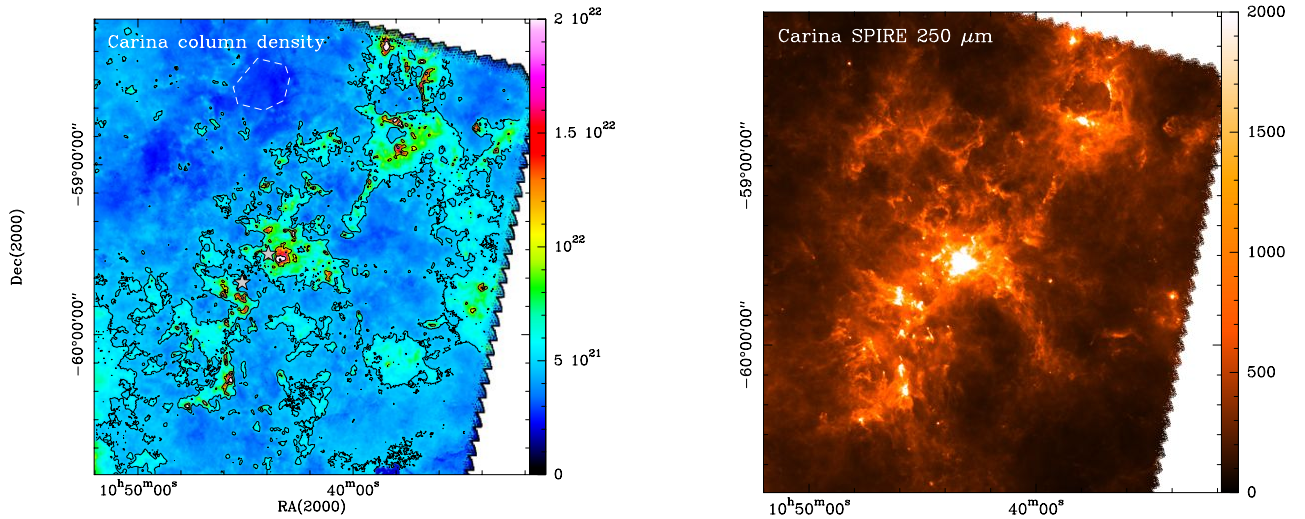 Carina column density
2 10²²
1.5 10²²
10²²
5 10²¹
0
−59°00′00″
−60°00′00″
Dec(2000)
10ʰ50ᵐ00ˢ
40ᵐ00ˢ
RA(2000)
Carina SPIRE 250 μm
2000
1500
1000
500
0
−59°00′00″
−60°00′00″
10ʰ50ᵐ00ˢ
40ᵐ00ˢ